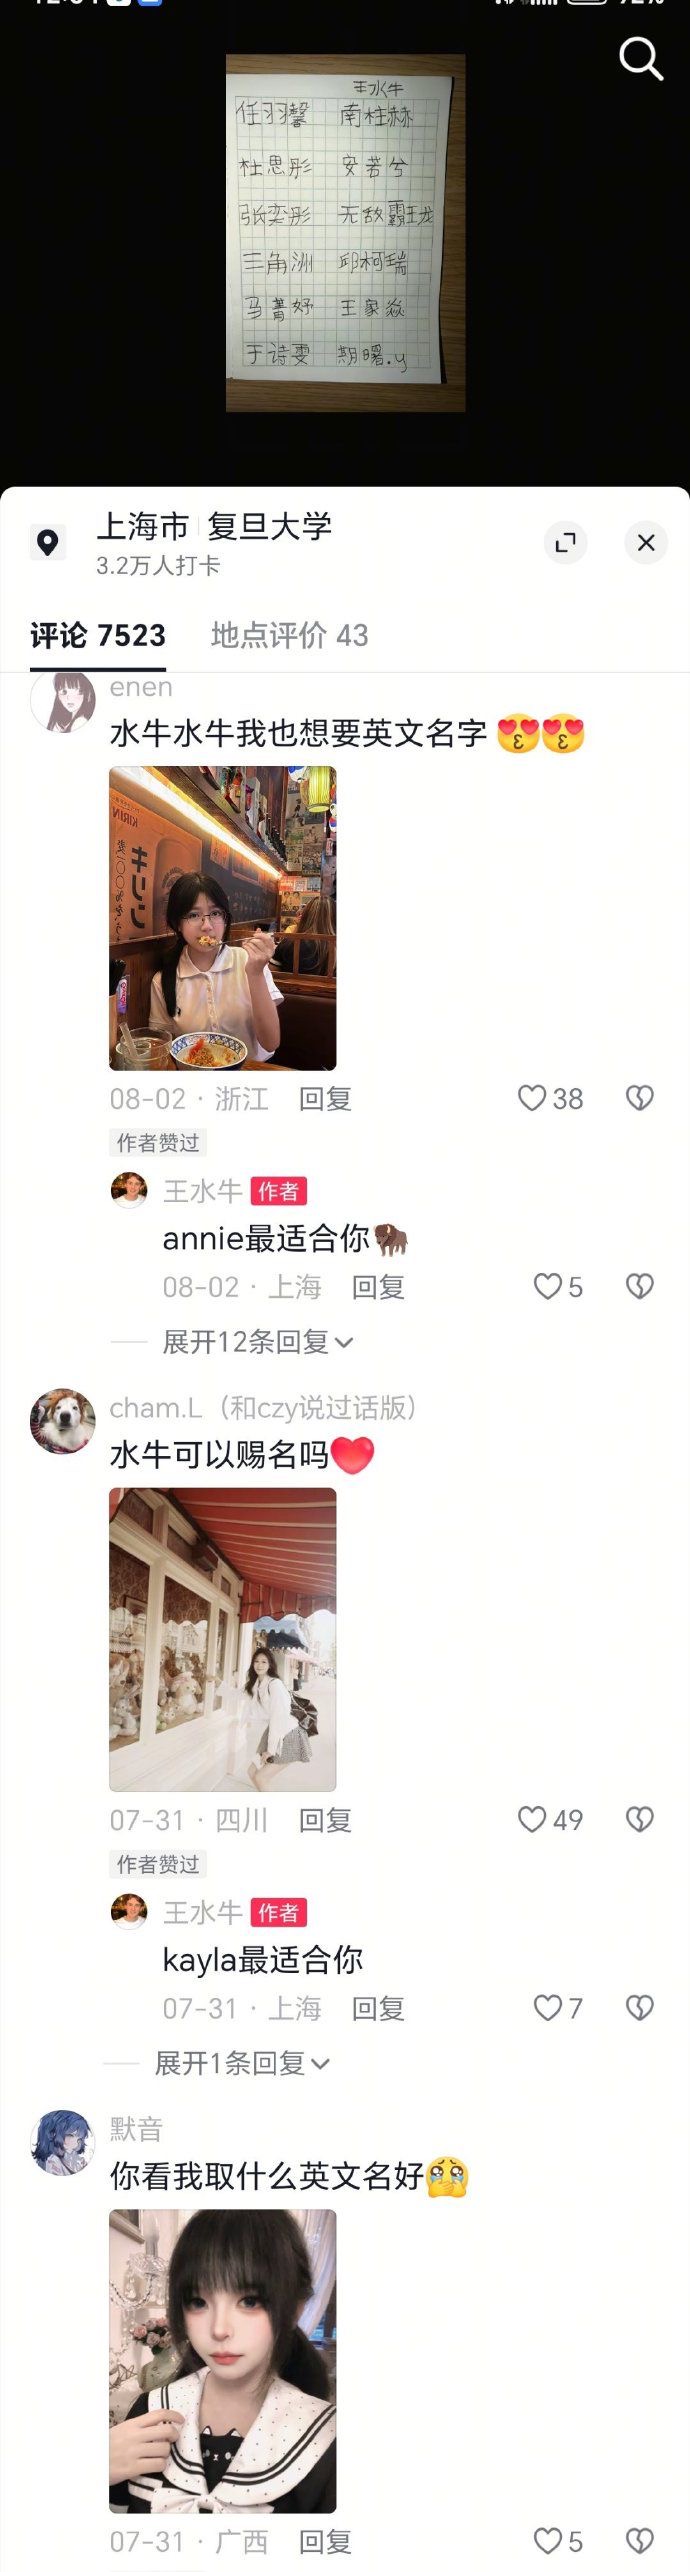 王水牛
任羽馨 南柱赫
杜思彤 安若兮
张奕彤 无敌霸王龙
三角洲 邱柯瑞
马菁妤 王家焱
于诗雯 期曙.y
上海市 复旦大学
3.2万人打卡
评论 7523 地点评价 43
enen
水牛水牛我也想要英文名字
KIRIN
キリン
08-02 · 浙江 回复 38
作者赞过
王水牛 作者
annie最适合你
08-02 · 上海 回复 5
展开12条回复
cham.L（和czy说过话版）
水牛可以赐名吗
07-31 · 四川 回复 49
作者赞过
王水牛 作者
kayla最适合你
07-31 · 上海 回复 7
展开1条回复
默音
你看我取什么英文名好
07-31 · 广西 回复 5